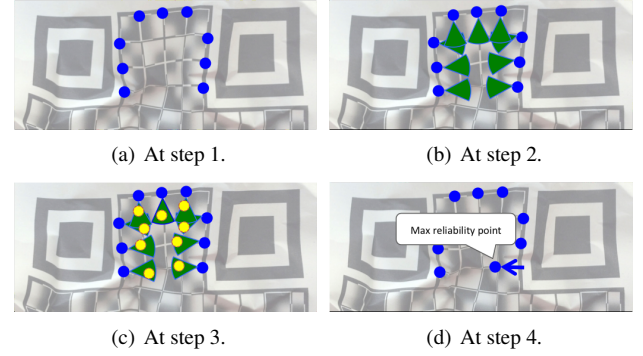 (a) At step 1.
(b) At step 2.
(c) At step 3.
Max reliability point
(d) At step 4.